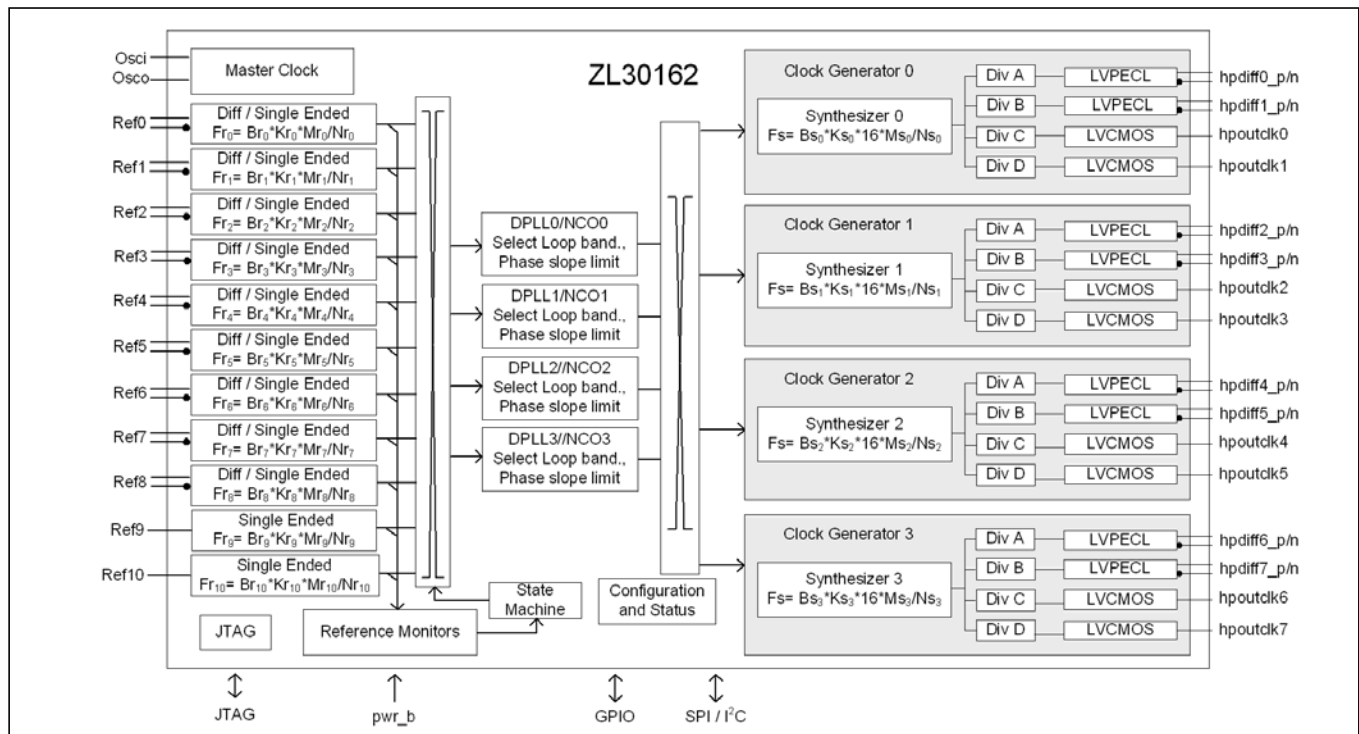 ZL30162
Osci
Osco
Master Clock
Ref0
Diff / Single Ended
Fr₀= Br₀*Kr₀*Mr₀/Nr₀
Ref1
Diff / Single Ended
Fr₁= Br₁*Kr₁*Mr₁/Nr₁
Ref2
Diff / Single Ended
Fr₂= Br₂*Kr₂*Mr₂/Nr₂
Ref3
Diff / Single Ended
Fr₃= Br₃*Kr₃*Mr₃/Nr₃
Ref4
Diff / Single Ended
Fr₄= Br₄*Kr₄*Mr₄/Nr₄
Ref5
Diff / Single Ended
Fr₅= Br₅*Kr₅*Mr₅/Nr₅
Ref6
Diff / Single Ended
Fr₆= Br₆*Kr₆*Mr₆/Nr₆
Ref7
Diff / Single Ended
Fr₇= Br₇*Kr₇*Mr₇/Nr₇
Ref8
Diff / Single Ended
Fr₈= Br₈*Kr₈*Mr₈/Nr₈
Ref9
Single Ended
Fr₉= Br₉*Kr₉*Mr₉/Nr₉
Ref10
Single Ended
Fr₁₀= Br₁₀*Kr₁₀*Mr₁₀/Nr₁₀
JTAG
Reference Monitors
State
Machine
Configuration
and Status
DPLL0/NCO0
Select Loop band.,
Phase slope limit
DPLL1/NCO1
Select Loop band.,
Phase slope limit
DPLL2//NCO2
Select Loop band.,
Phase slope limit
DPLL3//NCO3
Select Loop band.,
Phase slope limit
Clock Generator 0
Synthesizer 0
Fs= Bs₀*Ks₀*16*Ms₀/Ns₀
Div A
LVPECL
hpdiff0_p/n
Div B
LVPECL
hpdiff1_p/n
Div C
LVCMOS
hpoutclk0
Div D
LVCMOS
hpoutclk1
Clock Generator 1
Synthesizer 1
Fs= Bs₁*Ks₁*16*Ms₁/Ns₁
Div A
LVPECL
hpdiff2_p/n
Div B
LVPECL
hpdiff3_p/n
Div C
LVCMOS
hpoutclk2
Div D
LVCMOS
hpoutclk3
Clock Generator 2
Synthesizer 2
Fs= Bs₂*Ks₂*16*Ms₂/Ns₂
Div A
LVPECL
hpdiff4_p/n
Div B
LVPECL
hpdiff5_p/n
Div C
LVCMOS
hpoutclk4
Div D
LVCMOS
hpoutclk5
Clock Generator 3
Synthesizer 3
Fs= Bs₃*Ks₃*16*Ms₃/Ns₃
Div A
LVPECL
hpdiff6_p/n
Div B
LVPECL
hpdiff7_p/n
Div C
LVCMOS
hpoutclk6
Div D
LVCMOS
hpoutclk7
JTAG
pwr_b
GPIO
SPI / I²C